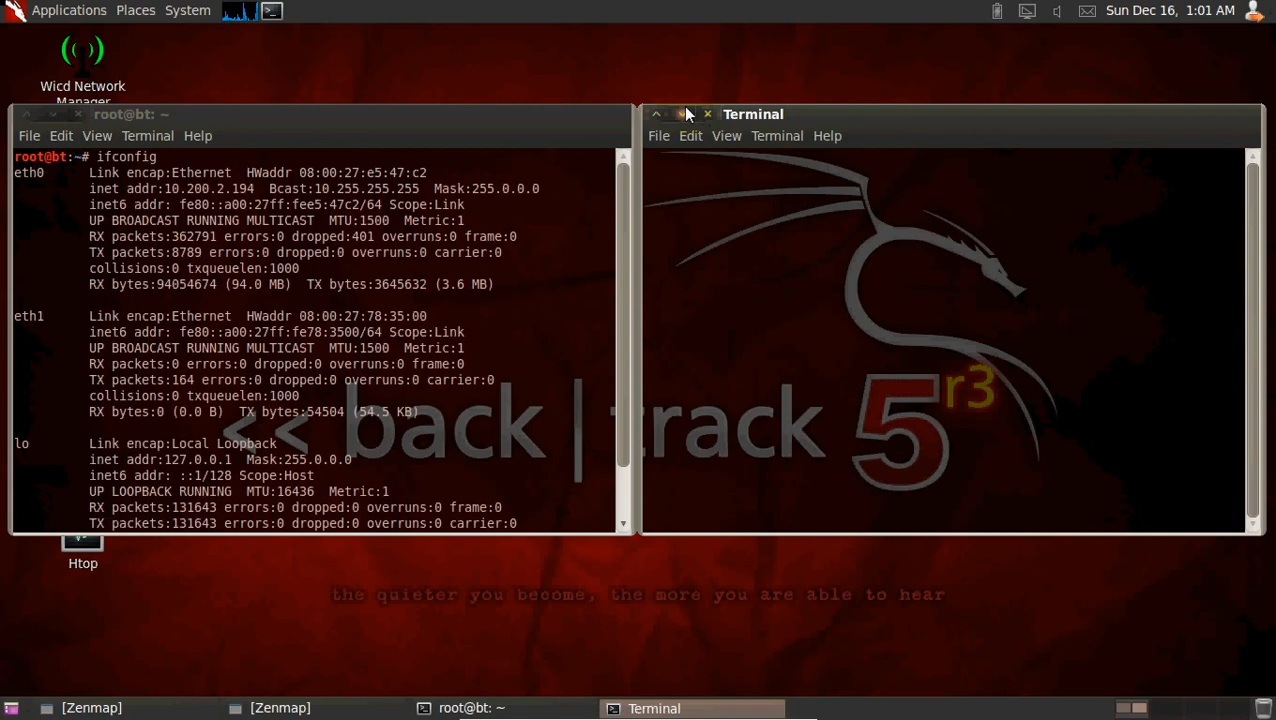 Applications Places System
Sun Dec 16, 1:01 AM
Wicd Network
Manager
root@bt: ~
File Edit View Terminal Help
root@bt:~# ifconfig
eth0 Link encap:Ethernet HWaddr 08:00:27:e5:47:c2
inet addr:10.200.2.194 Bcast:10.255.255.255 Mask:255.0.0.0
inet6 addr: fe80::a00:27ff:fee5:47c2/64 Scope:Link
UP BROADCAST RUNNING MULTICAST MTU:1500 Metric:1
RX packets:362791 errors:0 dropped:401 overruns:0 frame:0
TX packets:8789 errors:0 dropped:0 overruns:0 carrier:0
collisions:0 txqueuelen:1000
RX bytes:94054674 (94.0 MB) TX bytes:3645632 (3.6 MB)
eth1 Link encap:Ethernet HWaddr 08:00:27:78:35:00
inet6 addr: fe80::a00:27ff:fe78:3500/64 Scope:Link
UP BROADCAST RUNNING MULTICAST MTU:1500 Metric:1
RX packets:0 errors:0 dropped:0 overruns:0 frame:0
TX packets:164 errors:0 dropped:0 overruns:0 carrier:0
collisions:0 txqueuelen:1000
RX bytes:0 (0.0 B) TX bytes:54504 (54.5 KB)
lo Link encap:Local Loopback
inet addr:127.0.0.1 Mask:255.0.0.0
inet6 addr: ::1/128 Scope:Host
UP LOOPBACK RUNNING MTU:16436 Metric:1
RX packets:131643 errors:0 dropped:0 overruns:0 frame:0
TX packets:131643 errors:0 dropped:0 overruns:0 carrier:0
Terminal
File Edit View Terminal Help
<< back | track 5 r3
Htop
the quieter you become, the more you are able to hear
[Zenmap] [Zenmap] root@bt: ~ Terminal